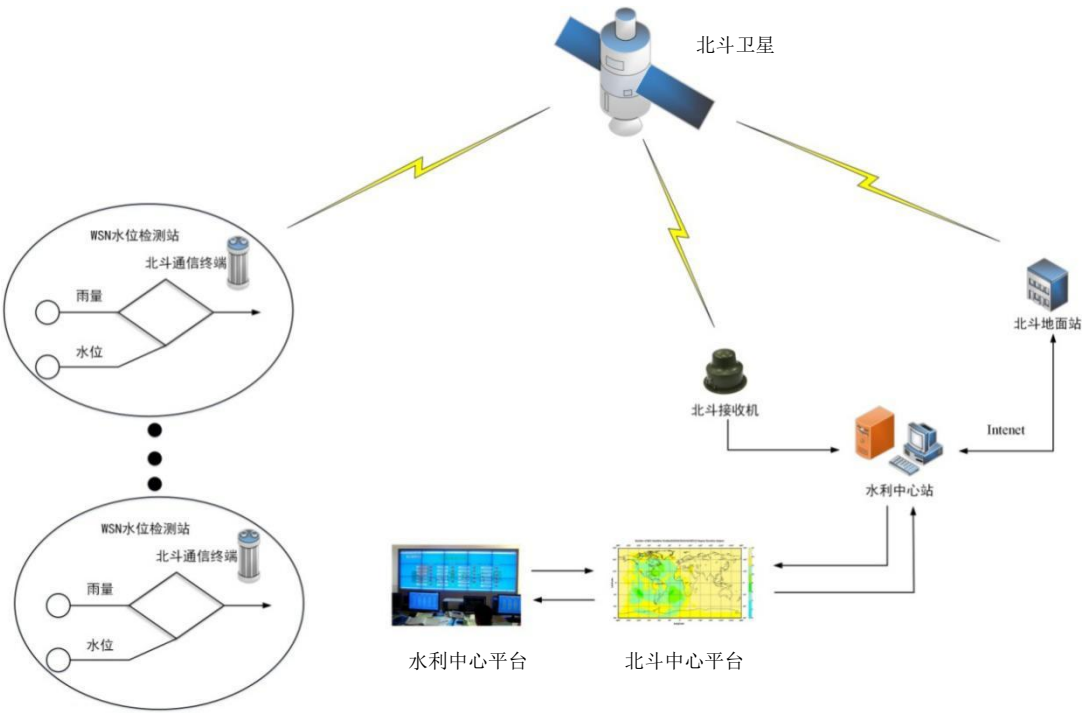 北斗卫星
WSN水位检测站
北斗通信终端
雨量
水位
北斗地面站
北斗接收机
Intenet
水利中心站
WSN水位检测站
北斗通信终端
雨量
水位
水利中心平台
北斗中心平台